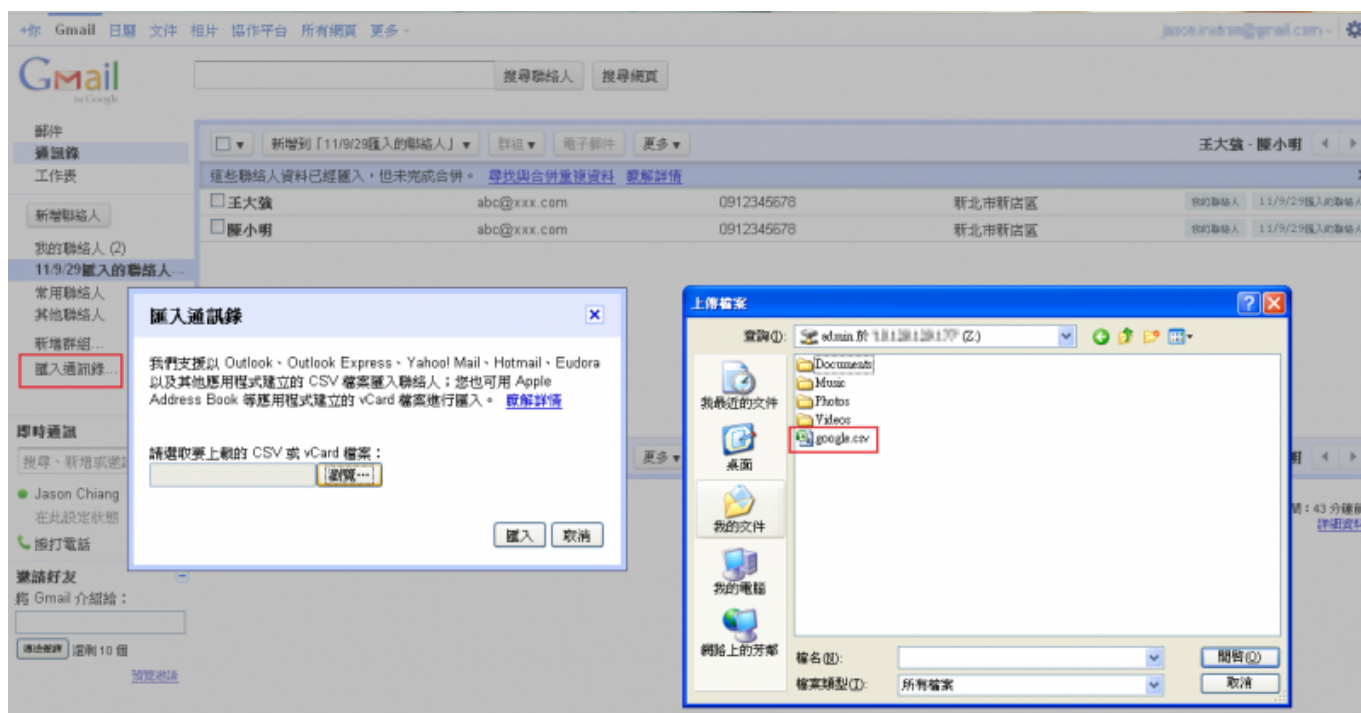 +你 Gmail 日曆 文件 相片 協作平台 所有網頁 更多
Gmail
by Google
搜尋聯絡人 搜尋網頁
郵件
通訊錄
工作表
新增到「11/9/29匯入的聯絡人」 群組 電子郵件 更多
王大強 - 陳小明
這些聯絡人資料已經匯入，但未完成合併。 尋找與合併重複資料 瞭解詳情
王大強 abc@xxx.com 0912345678 新北市新店區 我的聯絡人 11/9/29匯入的聯絡人
陳小明 abc@xxx.com 0912345678 新北市新店區 我的聯絡人 11/9/29匯入的聯絡人
新增聯絡人
我的聯絡人 (2)
11/9/29匯入的聯絡人...
常用聯絡人
其他聯絡人
新增群組...
匯入通訊錄...
匯入通訊錄
我們支援以 Outlook、Outlook Express、Yahoo! Mail、Hotmail、Eudora
以及其他應用程式建立的 CSV 檔案匯入聯絡人；您也可用 Apple
Address Book 等應用程式建立的 vCard 檔案進行匯入。 瞭解詳情
請選取要上載的 CSV 或 vCard 檔案：
瀏覽...
匯入 取消
上傳檔案
查詢(I): admin 於 (Z:)
我最近的文件
桌面
我的文件
我的電腦
網路上的芳鄰
Documents
Music
Photos
Videos
google.csv
檔名(N): 開啟(O)
檔案類型(T): 所有檔案 取消
更多
明
即時通訊
搜尋、新增或邀
Jason Chiang
在此設定狀態
撥打電話
邀請好友
將 Gmail 介紹給：
還剩 10 個
預覽邀請
: 43 分鐘前
詳細資料